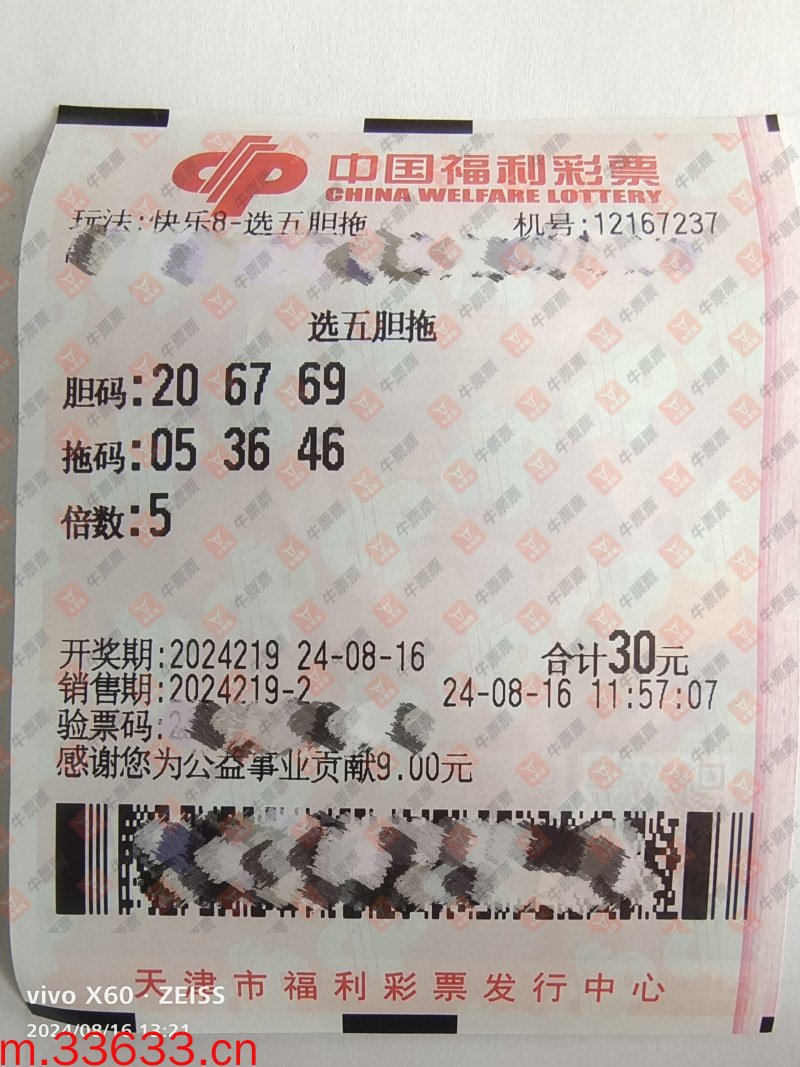 中国福利彩票
CHINA WELFARE LOTTERY
玩法:快乐8-选五胆拖 机号:12167237
选五胆拖
胆码:20 67 69
拖码:05 36 46
倍数:5
开奖期:2024219 24-08-16 合计30元
销售期:2024219-2 24-08-16 11:57:07
验票码:
感谢您为公益事业贡献9.00元
天津市福利彩票发行中心
vivo X60 · ZEISS
2024/08/16 13:21
m.33633.cn
牛票票